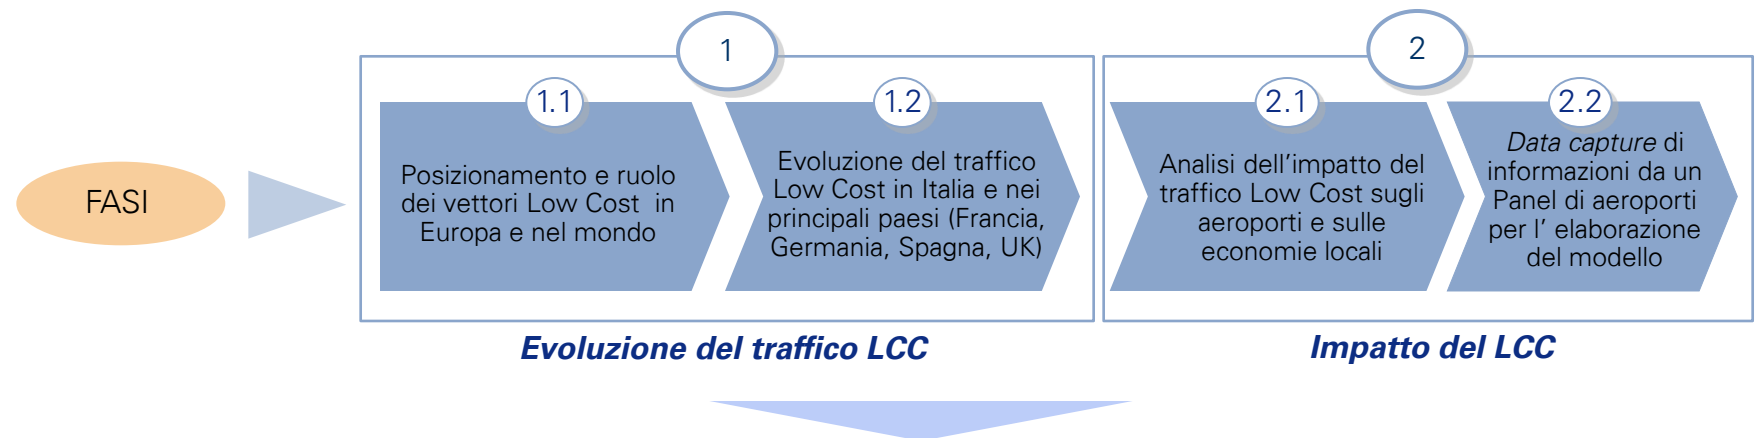 FASI
1
1.1
Posizionamento e ruolo
dei vettori Low Cost in
Europa e nel mondo
1.2
Evoluzione del traffico
Low Cost in Italia e nei
principali paesi (Francia,
Germania, Spagna, UK)
Evoluzione del traffico LCC
2
2.1
Analisi dell'impatto del
traffico Low Cost sugli
aeroporti e sulle
economie locali
2.2
Data capture di
informazioni da un
Panel di aeroporti
per l' elaborazione
del modello
Impatto del LCC